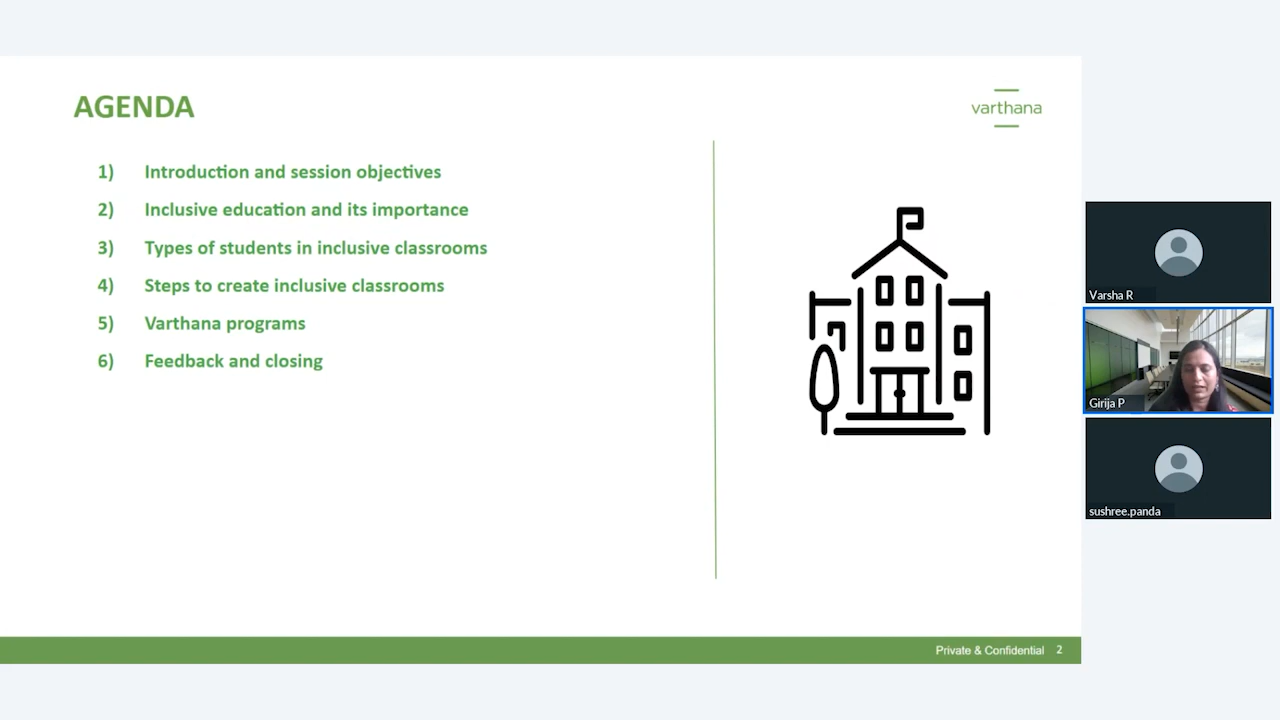 AGENDA
varthana
1) Introduction and session objectives
2) Inclusive education and its importance
3) Types of students in inclusive classrooms
4) Steps to create inclusive classrooms
5) Varthana programs
6) Feedback and closing
Varsha R
Girija P
sushree.panda
Private & Confidential 2